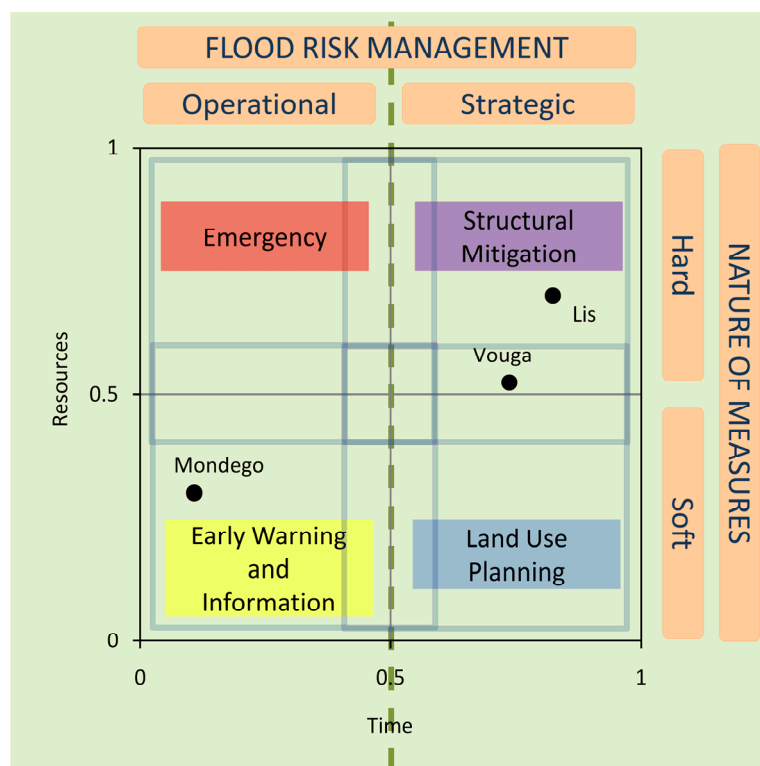 FLOOD RISK MANAGEMENT
Operational
Strategic
1
Emergency
Structural
Mitigation
Hard
Lis
Vouga
Resources
0.5
NATURE OF MEASURES
Mondego
Soft
Early Warning
and
Information
Land Use
Planning
0
0
0.5
1
Time